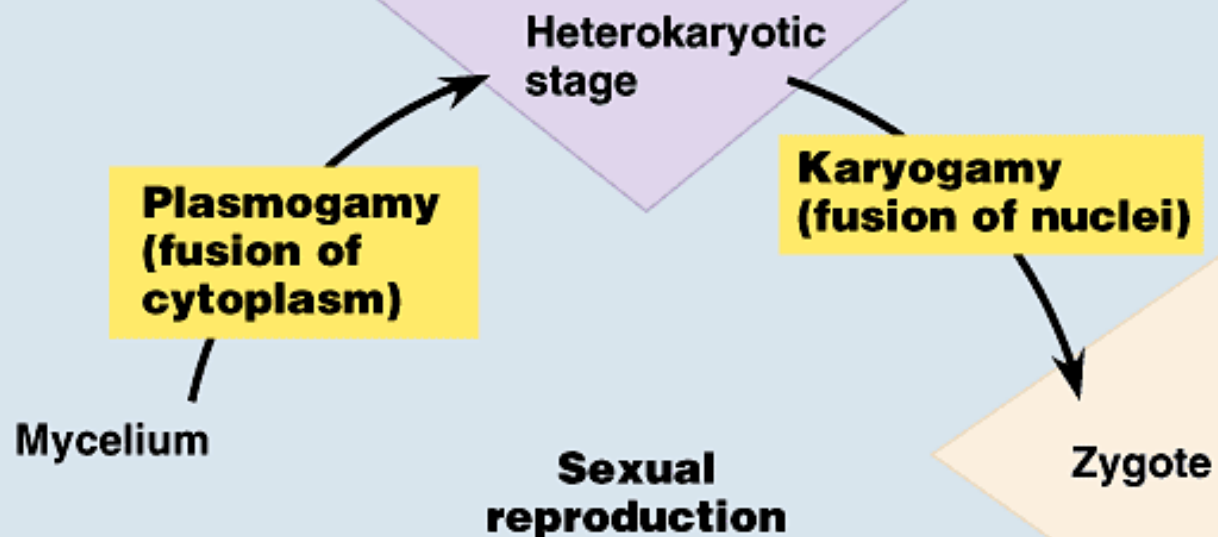 Heterokaryotic
stage
Plasmogamy
(fusion of
cytoplasm)
Karyogamy
(fusion of nuclei)
Mycelium
Zygote
Sexual
reproduction